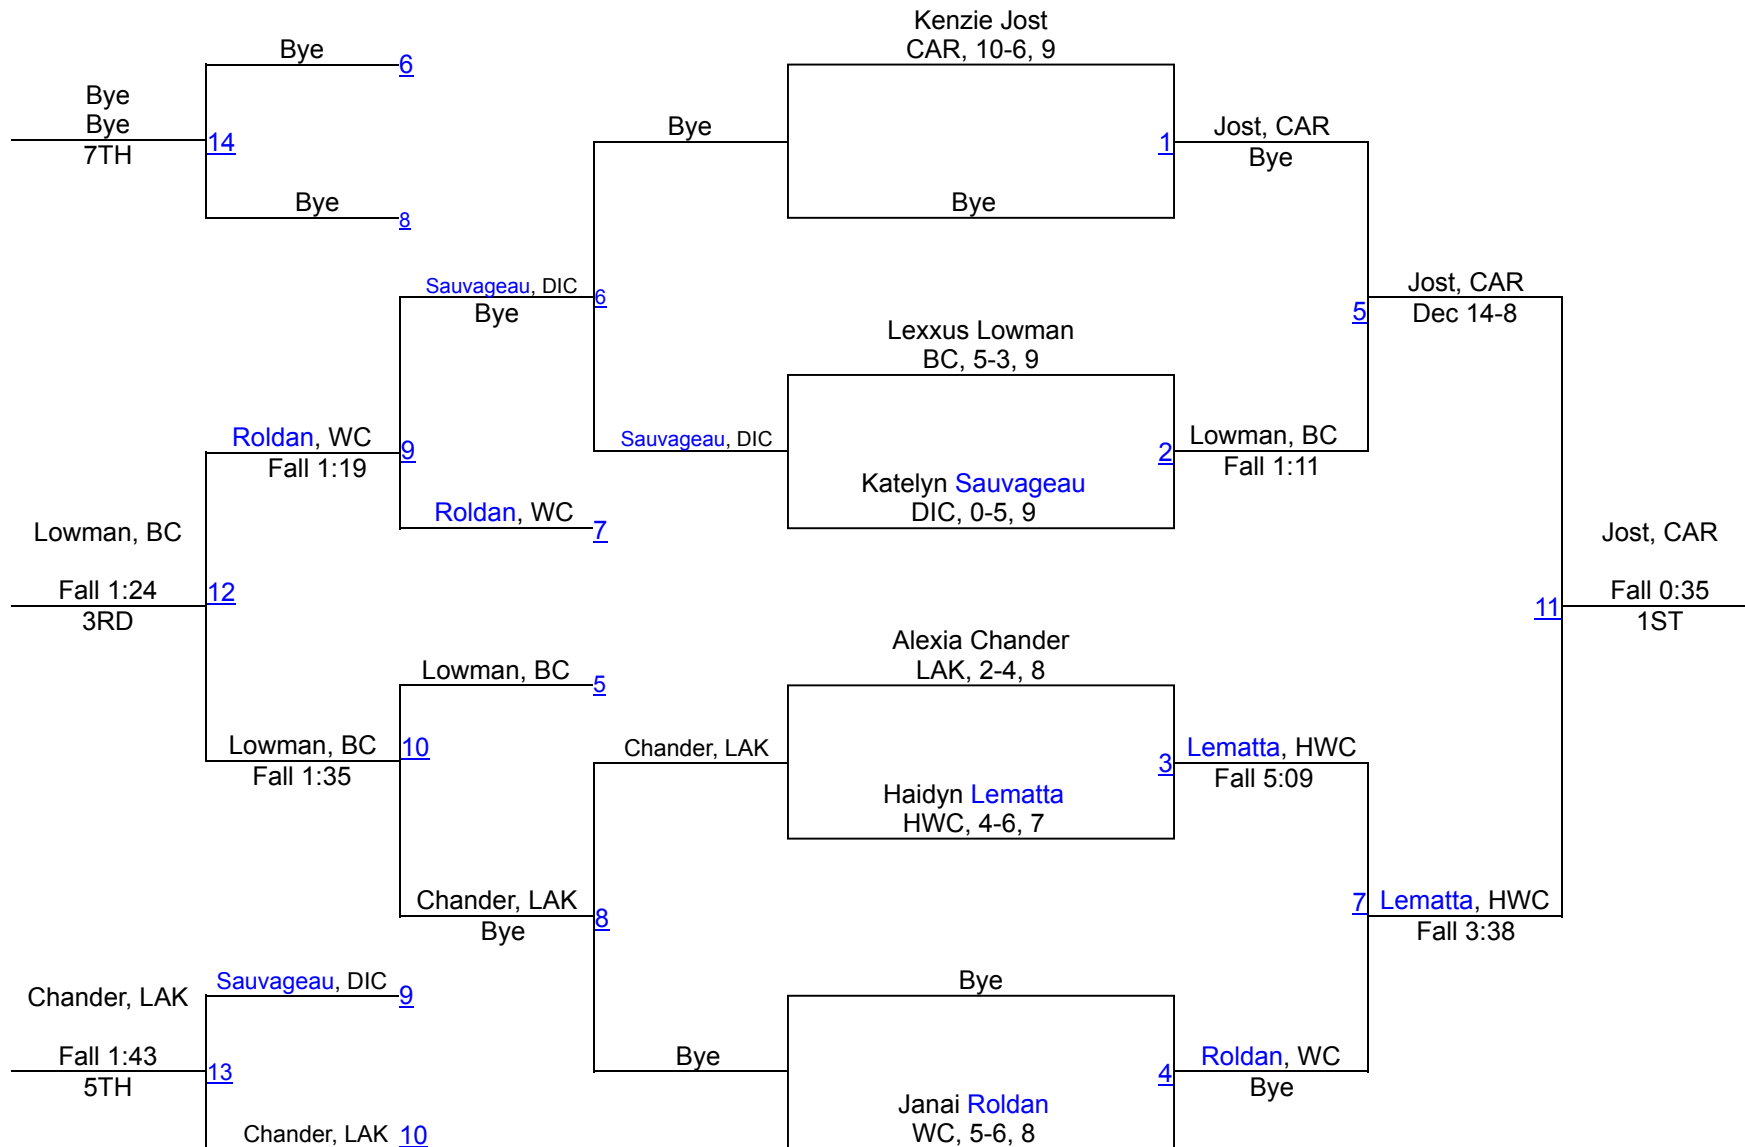 Kenzie Jost
CAR, 10-6, 9
Bye
6
Bye
Bye
7TH
14
Bye
1
Jost, CAR
Bye
Bye
8
Bye
Sauvageau, DIC
Bye
6
Jost, CAR
Dec 14-8
5
Lexxus Lowman
BC, 5-3, 9
Roldan, WC
Fall 1:19
9
Sauvageau, DIC
2
Lowman, BC
Fall 1:11
Katelyn Sauvageau
DIC, 0-5, 9
Roldan, WC
7
Lowman, BC
Fall 1:24
3RD
12
Jost, CAR
Fall 0:35
1ST
11
Alexia Chander
LAK, 2-4, 8
Lowman, BC
5
Lowman, BC
Fall 1:35
10
Chander, LAK
3
Lematta, HWC
Fall 5:09
Haidyn Lematta
HWC, 4-6, 7
Chander, LAK
Bye
8
7
Lematta, HWC
Fall 3:38
Sauvageau, DIC
9
Bye
Chander, LAK
Fall 1:43
5TH
13
Bye
4
Roldan, WC
Bye
Janai Roldan
WC, 5-6, 8
Chander, LAK
10